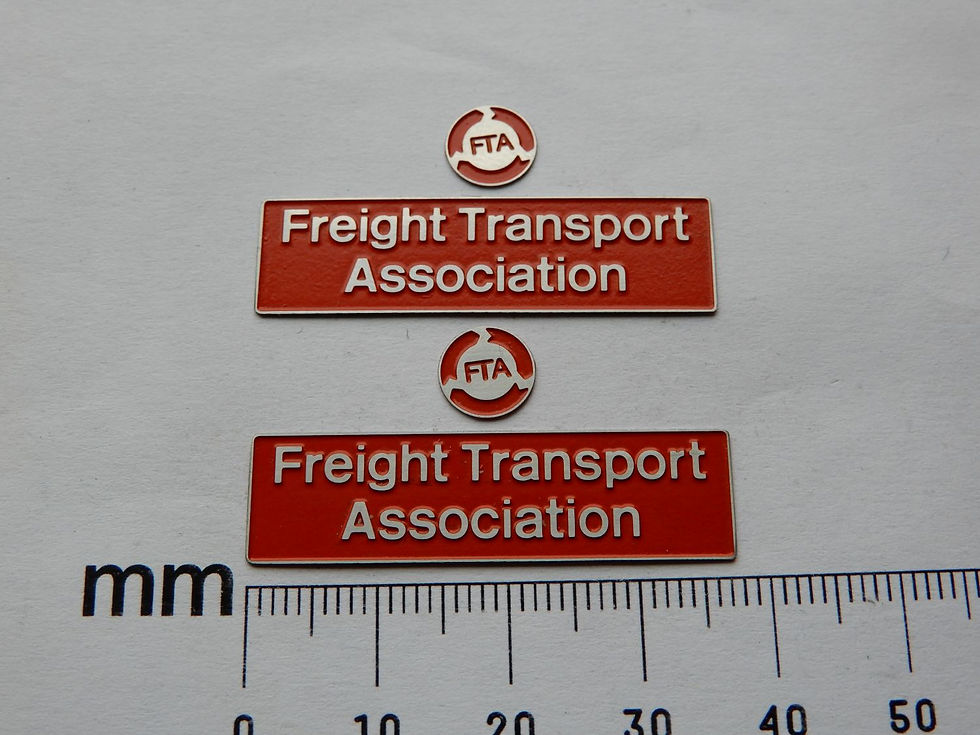 FTA
Freight Transport
Association
FTA
Freight Transport
Association
mm
0 10 20 30 40 50